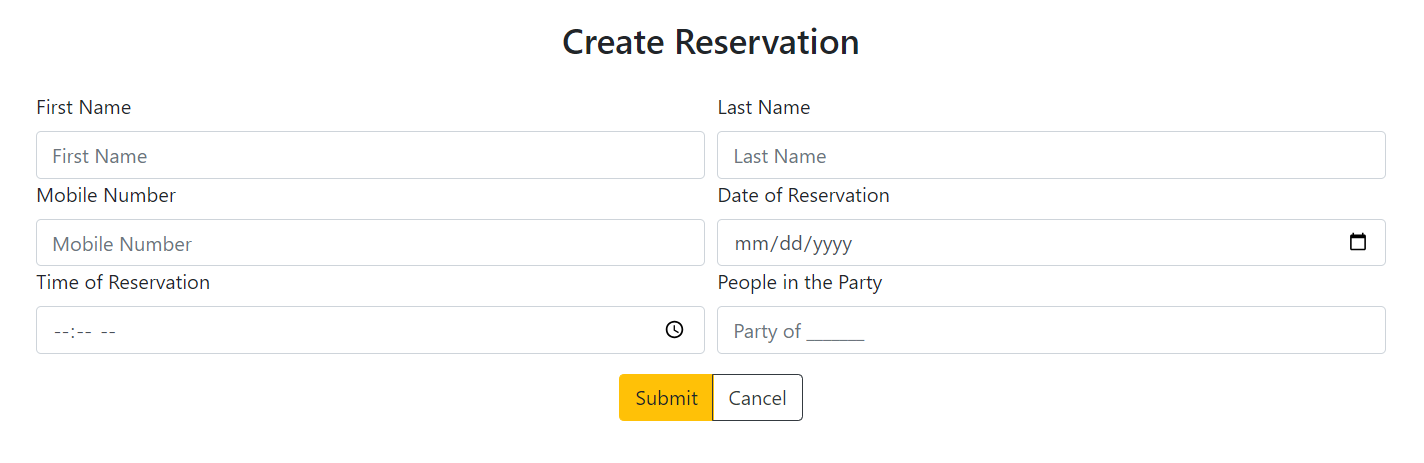 Create Reservation
First Name Last Name
First Name Last Name
Mobile Number Date of Reservation
Mobile Number mm/dd/yyyy
Time of Reservation People in the Party
--:-- -- Party of _______
Submit Cancel